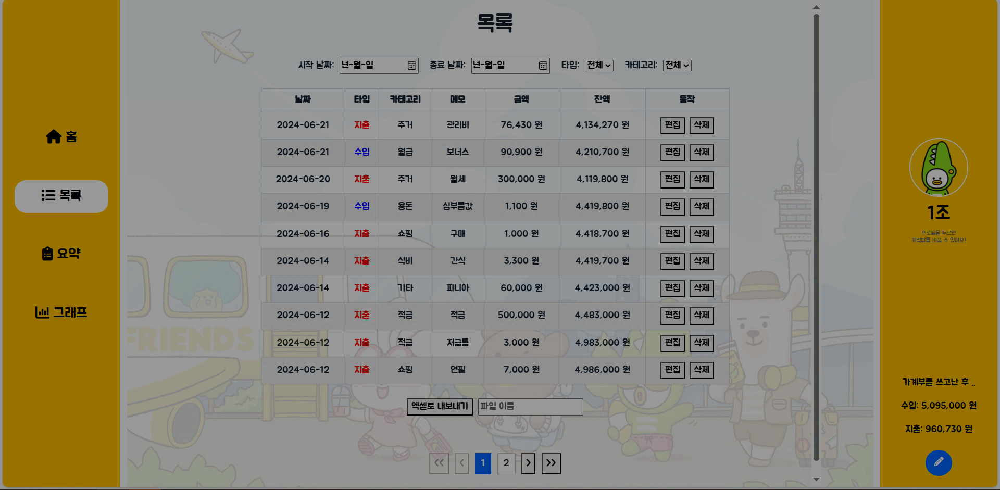 홈
목록
요약
그래프
목록
시작 날짜: 년-월-일 종료 날짜: 년-월-일 타입: 전체 카테고리: 전체
날짜 타입 카테고리 메모 금액 잔액 동작
2024-06-21 지출 주거 관리비 76,430 원 4,134,270 원 편집 삭제
2024-06-21 수입 월급 보너스 90,900 원 4,210,700 원 편집 삭제
2024-06-20 지출 주거 월세 300,000 원 4,119,800 원 편집 삭제
2024-06-19 수입 용돈 심부름값 1,100 원 4,419,800 원 편집 삭제
2024-06-16 지출 쇼핑 구매 1,000 원 4,418,700 원 편집 삭제
2024-06-14 지출 식비 간식 3,300 원 4,419,700 원 편집 삭제
2024-06-14 지출 기타 피니아 60,000 원 4,423,000 원 편집 삭제
2024-06-12 지출 적금 적금 500,000 원 4,483,000 원 편집 삭제
2024-06-12 지출 적금 저금통 3,000 원 4,983,000 원 편집 삭제
2024-06-12 지출 쇼핑 연필 7,000 원 4,986,000 원 편집 삭제
FRIENDS
엑셀로 내보내기 파일 이름
<< < 1 2 > >>
1조
프로필을 누르면
캐릭터를 바꿀 수 있어요!
가계부를 쓰고난 후 ..
수입: 5,095,000 원
지출: 960,730 원